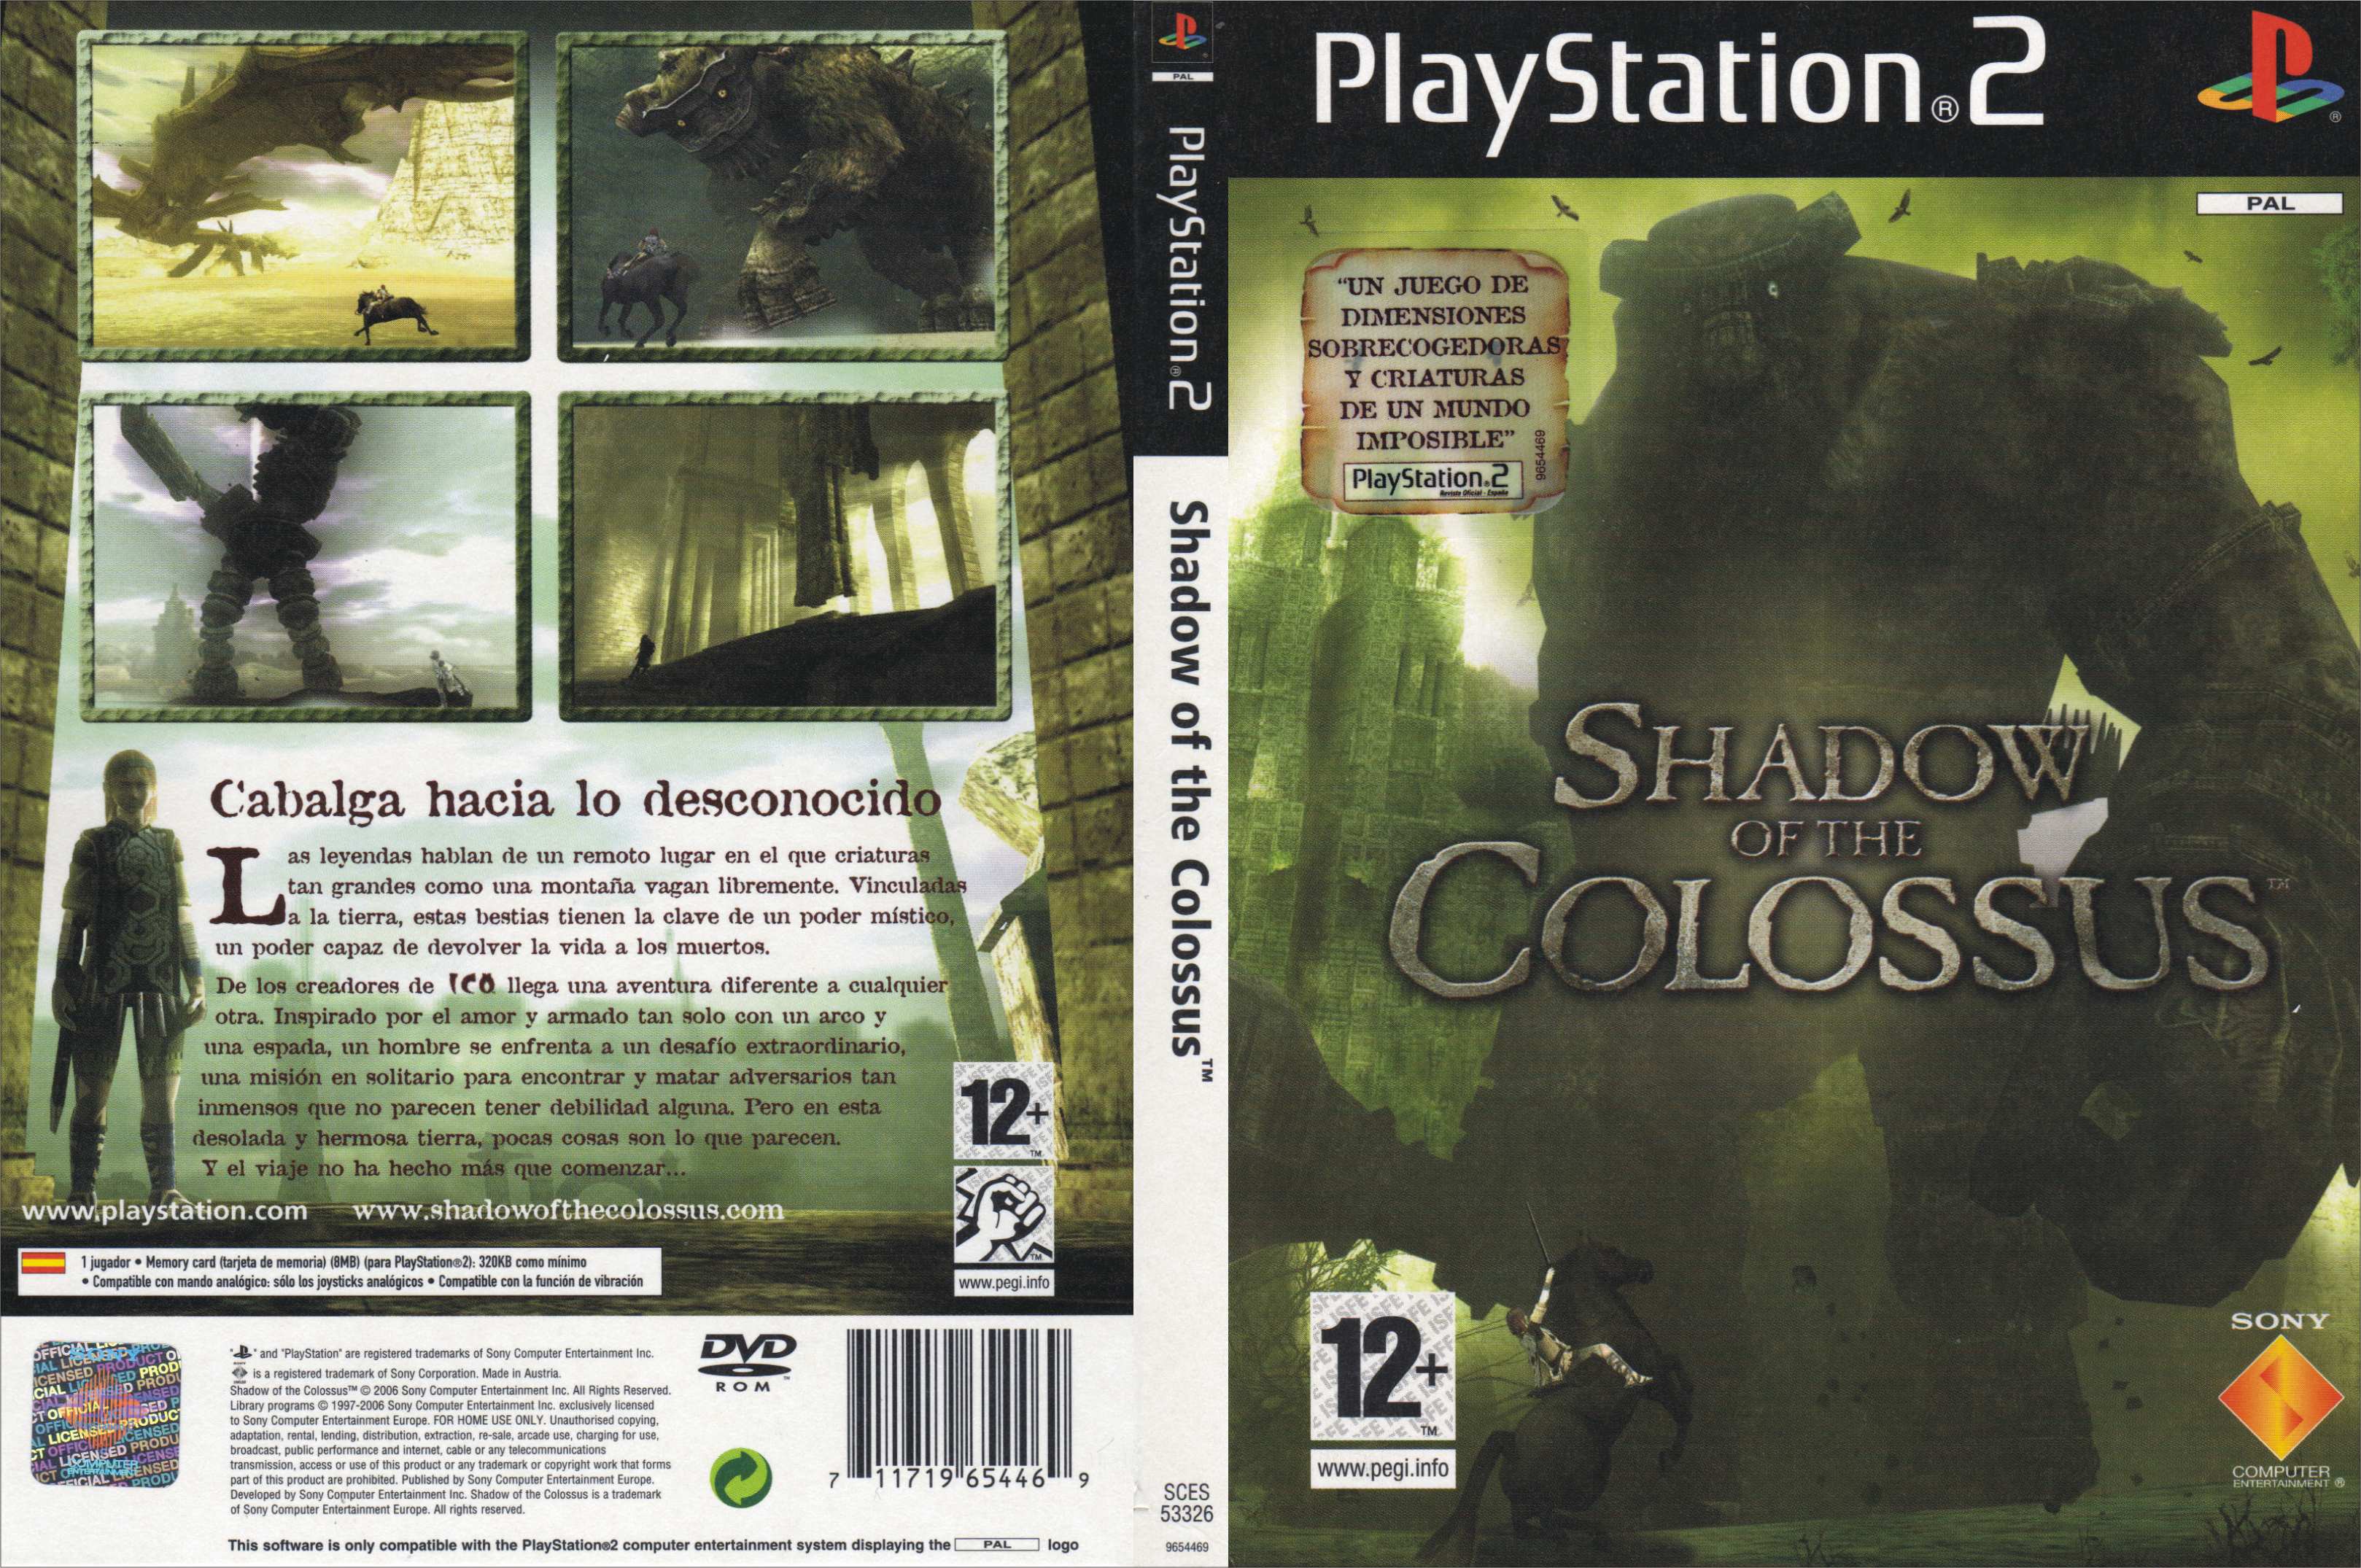 Cabalga hacia lo desconocido
Las leyendas hablan de un remoto lugar en el que criaturas
tan grandes como una montaña vagan libremente. Vinculadas
a la tierra, estas bestias tienen la clave de un poder místico,
un poder capaz de devolver la vida a los muertos.
De los creadores de ICO llega una aventura diferente a cualquier
otra. Inspirado por el amor y armado tan solo con un arco y
una espada, un hombre se enfrenta a un desafío extraordinario,
una misión en solitario para encontrar y matar adversarios tan
inmensos que no parecen tener debilidad alguna. Pero en esta
desolada y hermosa tierra, pocas cosas son lo que parecen.
Y el viaje no ha hecho más que comenzar...
www.playstation.com www.shadowofthecolossus.com
12+
TM
TM
www.pegi.info
1 jugador • Memory card (tarjeta de memoria) (8MB) (para PlayStation®2): 320KB como mínimo
• Compatible con mando analógico: sólo los joysticks analógicos • Compatible con la función de vibración
OFFICIAL LICENSED PRODUCT
SONY
COMPUTER
ENTERTAINMENT
" " and "PlayStation" are registered trademarks of Sony Computer Entertainment Inc.
is a registered trademark of Sony Corporation. Made in Austria.
Shadow of the Colossus™ © 2006 Sony Computer Entertainment Inc. All Rights Reserved.
Library programs © 1997-2006 Sony Computer Entertainment Inc. exclusively licensed
to Sony Computer Entertainment Europe. FOR HOME USE ONLY. Unauthorised copying,
adaptation, rental, lending, distribution, extraction, re-sale, arcade use, charging for use,
broadcast, public performance and internet, cable or any telecommunications
transmission, access or use of this product or any trademark or copyright work that forms
part of this product are prohibited. Published by Sony Computer Entertainment Europe.
Developed by Sony Computer Entertainment Inc. Shadow of the Colossus is a trademark
of Sony Computer Entertainment Europe. All rights reserved.
DVD
ROM
7 11719 65446 9
This software is only compatible with the PlayStation®2 computer entertainment system displaying the PAL logo
PAL
PlayStation®2
Shadow of the Colossus™
SCES
53326
9654469
PlayStation®2
PAL
"UN JUEGO DE
DIMENSIONES
SOBRECOGEDORAS
Y CRIATURAS
DE UN MUNDO
IMPOSIBLE"
PlayStation®2
Revista Oficial - España
9654469
SHADOW
OF THE
COLOSSUS™
12+
TM
www.pegi.info
SONY
COMPUTER
ENTERTAINMENT ®